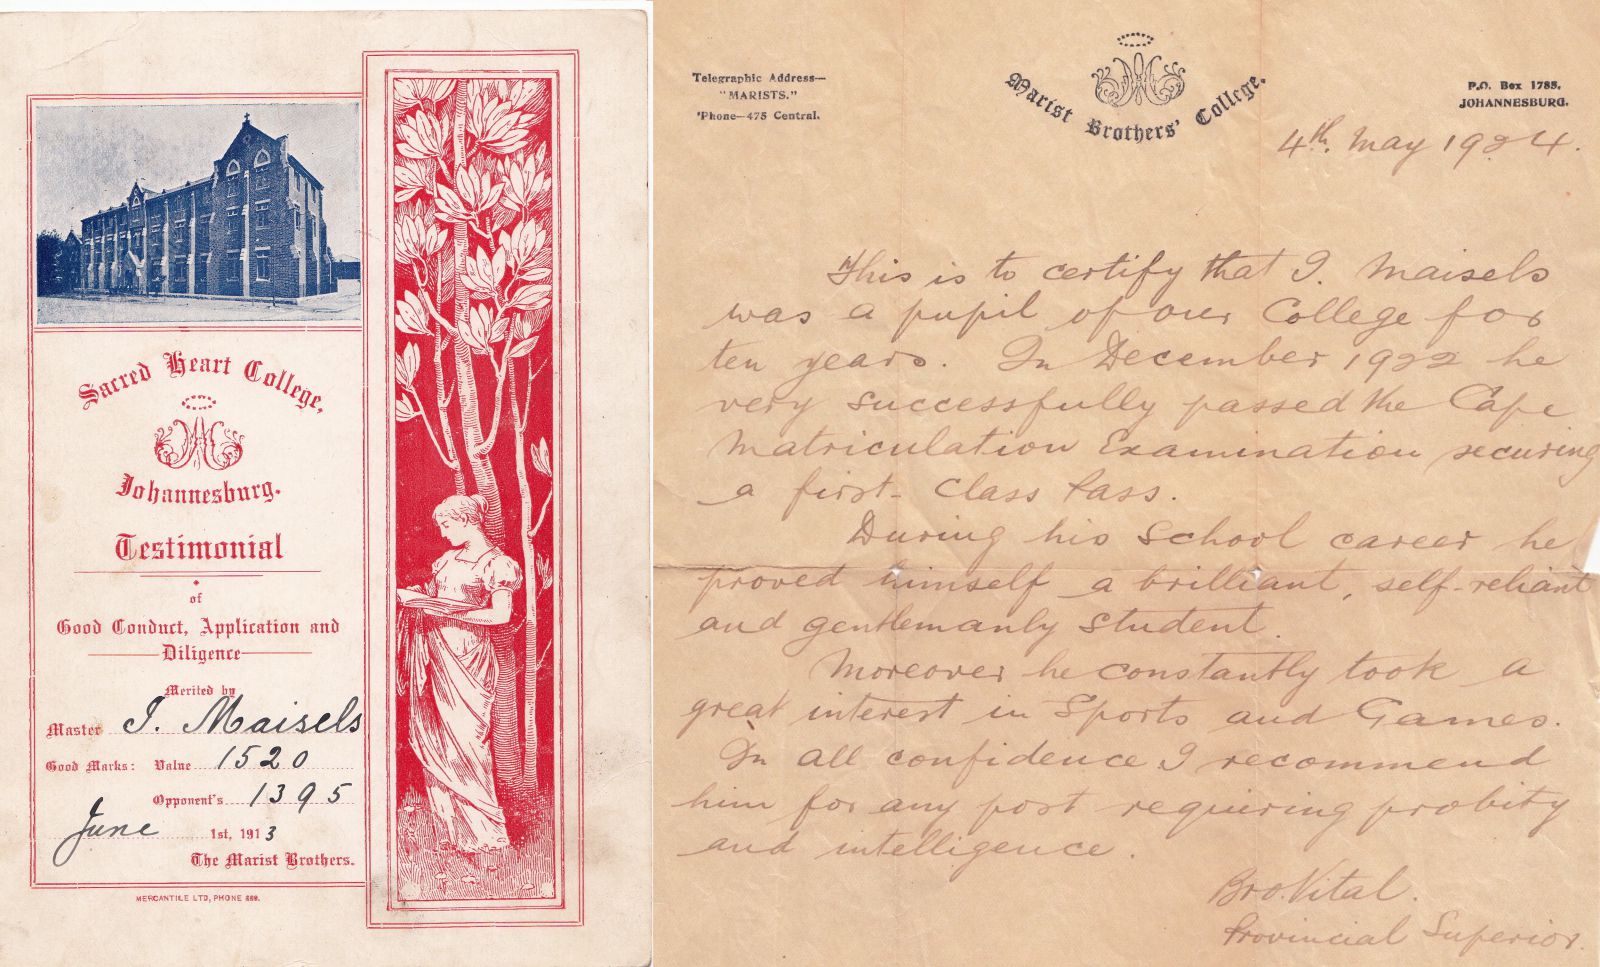 Sacred Heart College,
Johannesburg.
Testimonial
of
Good Conduct, Application and
Diligence
Merited by
Master I. Maisels
Good Marks: Value 1520
Opponent's 1395
June 1st, 1913
The Marist Brothers.
MERCANTILE LTD, PHONE 889.
Telegraphic Address—
"MARISTS."
'Phone—475 Central.
Marist Brothers' College.
P.O. Box 1785.
JOHANNESBURG.
4th. May 1924.
This is to certify that I. Maisels
was a pupil of our College for
ten years. In December 1922 he
very successfully passed the Cape
Matriculation Examination securing
a first-class Pass.
During his school career he
proved himself a brilliant, self-reliant
and gentlemanly student.
Moreover he constantly took a
great interest in Sports and Games.
In all confidence I recommend
him for any post requiring probity
and intelligence.
Bro. Vital.
Provincial Superior.